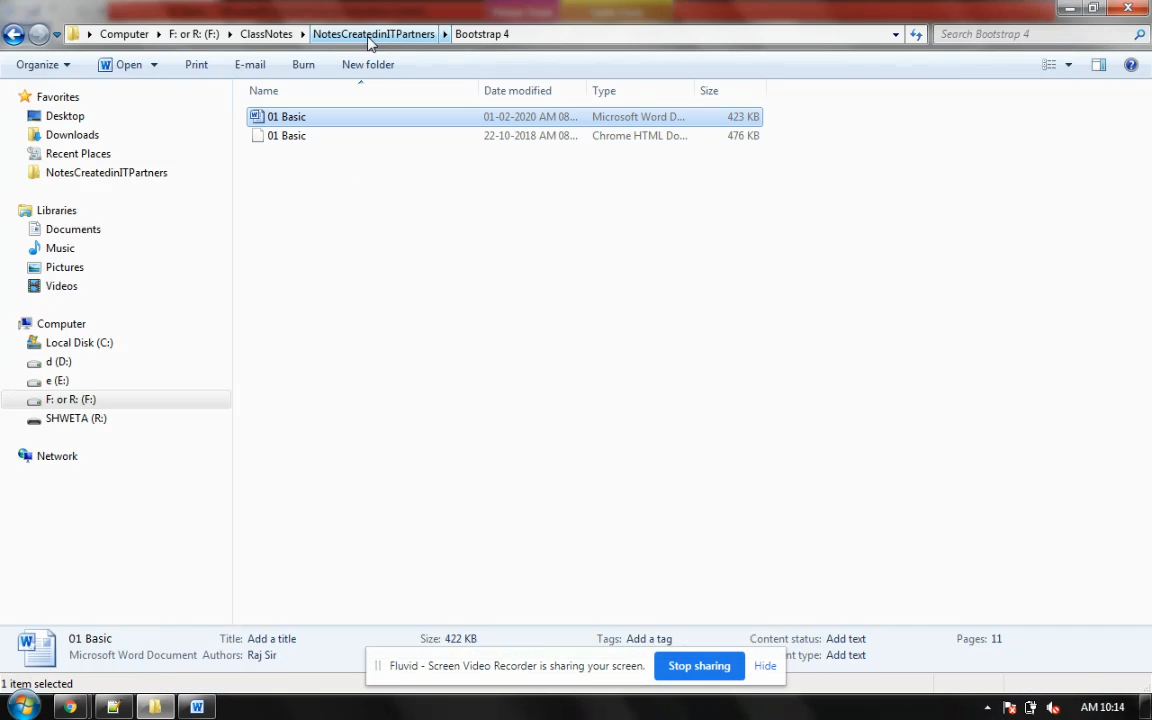 Computer F: or R: (F:) ClassNotes NotesCreatedinITPartners Bootstrap 4 Search Bootstrap 4
Organize Open Print E-mail Burn New folder
Name Date modified Type Size
01 Basic 01-02-2020 AM 08... Microsoft Word D... 423 KB
01 Basic 22-10-2018 AM 08... Chrome HTML Do... 476 KB
Favorites
Desktop
Downloads
Recent Places
NotesCreatedinITPartners
Libraries
Documents
Music
Pictures
Videos
Computer
Local Disk (C:)
d (D:)
e (E:)
F: or R: (F:)
SHWETA (R:)
Network
01 Basic Title: Add a title Size: 422 KB Tags: Add a tag Content status: Add text Pages: 11
Microsoft Word Document Authors: Raj Sir t type: Add text
Fluvid - Screen Video Recorder is sharing your screen. Stop sharing Hide
1 item selected
AM 10:14